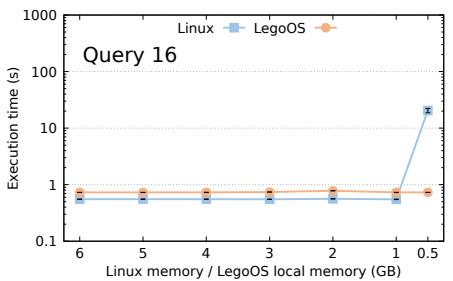 1000
Linux LegoOS
Query 16
100
10
1
0.1
Execution time (s)
6 5 4 3 2 1 0.5
Linux memory / LegoOS local memory (GB)